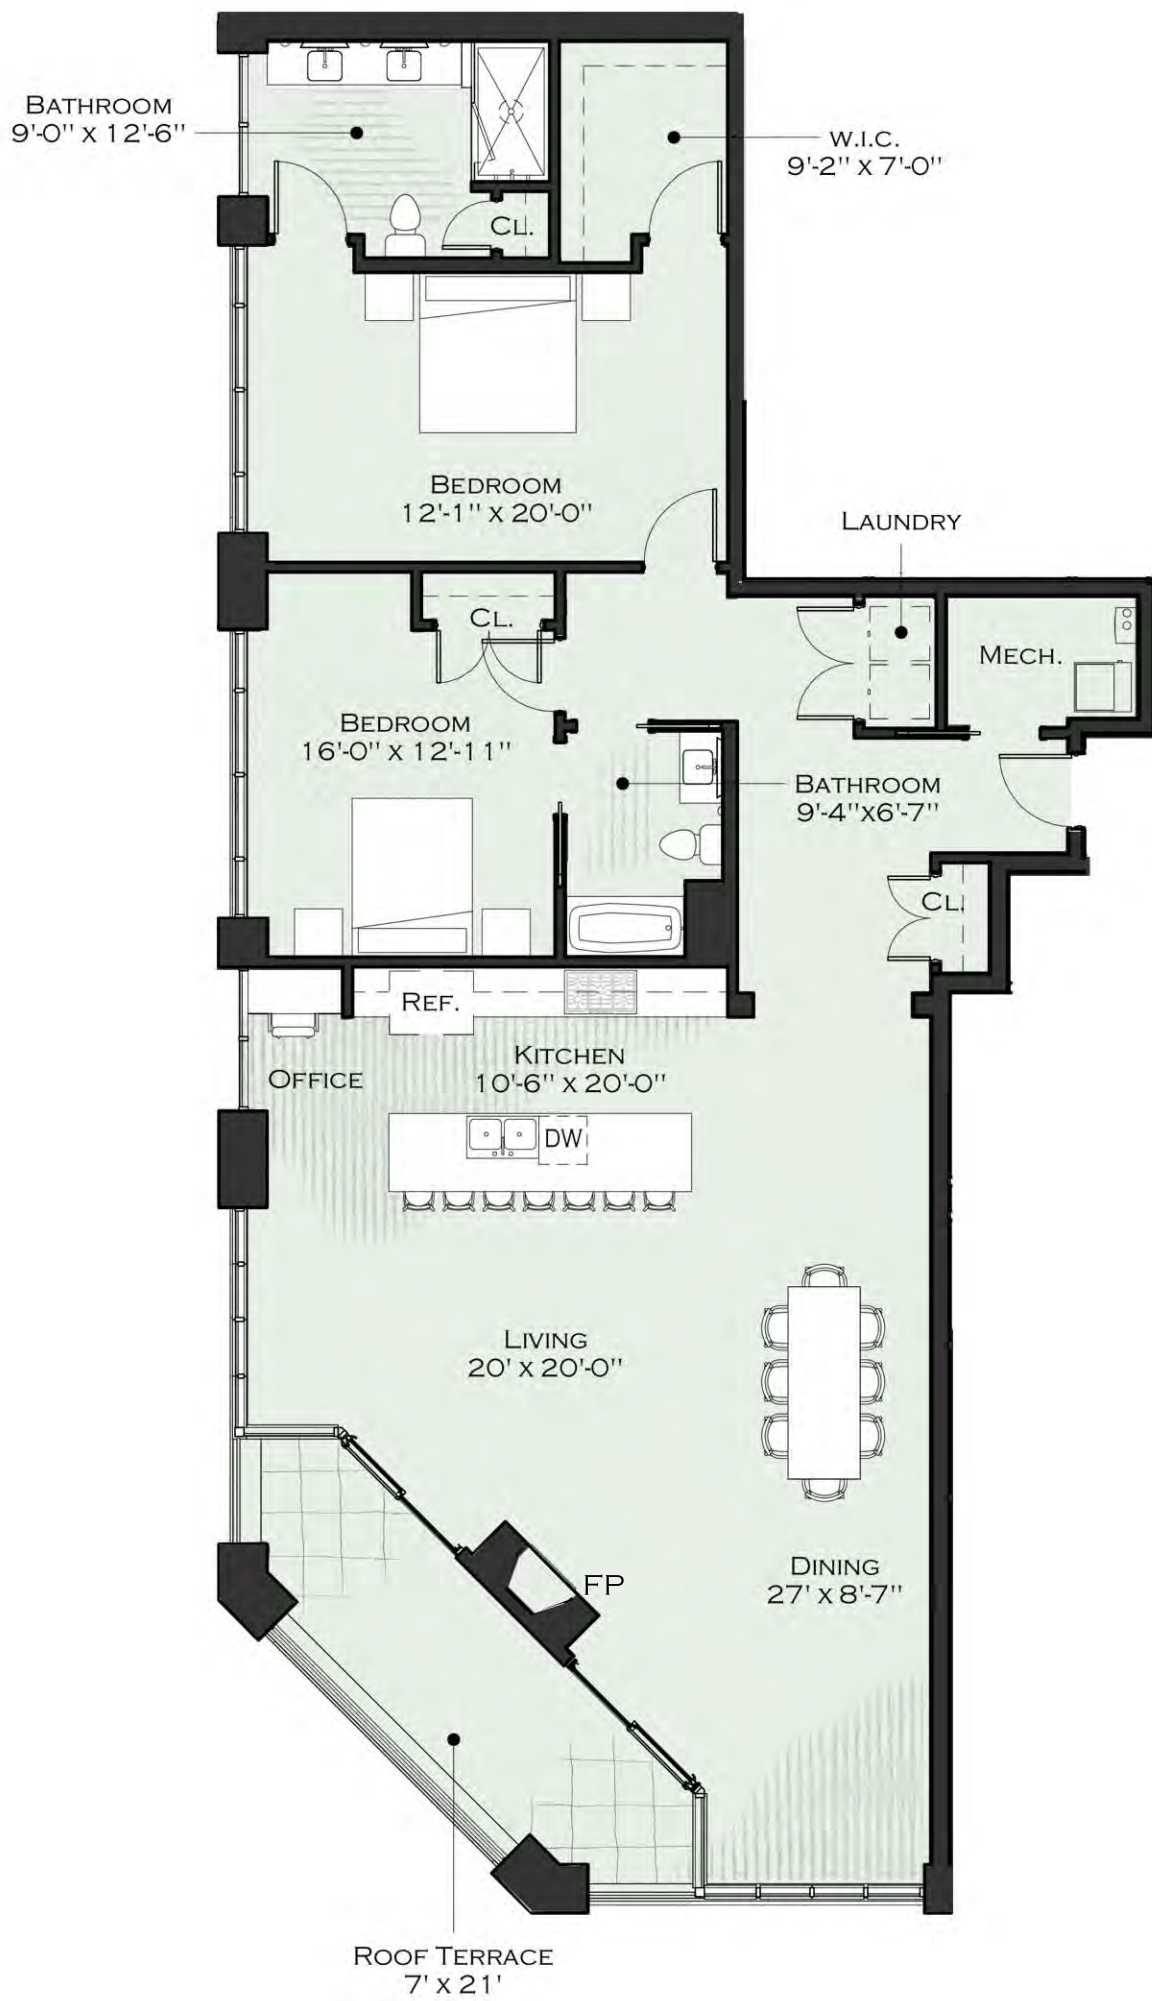 BATHROOM
9'-0" X 12'-6"
W.I.C.
9'-2" X 7'-0"
CL.
BEDROOM
12'-1" X 20'-0"
LAUNDRY
CL.
MECH.
BEDROOM
16'-0" X 12'-11"
BATHROOM
9'-4"X6'-7"
CL.
REF.
KITCHEN
10'-6" X 20'-0"
OFFICE
DW
LIVING
20' X 20'-0"
DINING
27' X 8'-7"
FP
ROOF TERRACE
7' X 21'